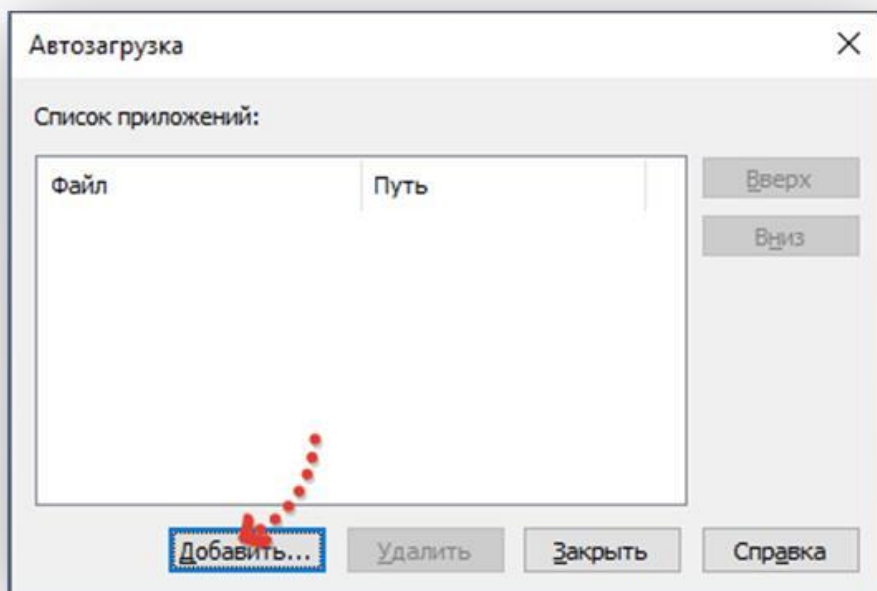 Автозагрузка
Список приложений:
Файл Путь
Вверх
Вниз
Добавить... Удалить Закрыть Справка